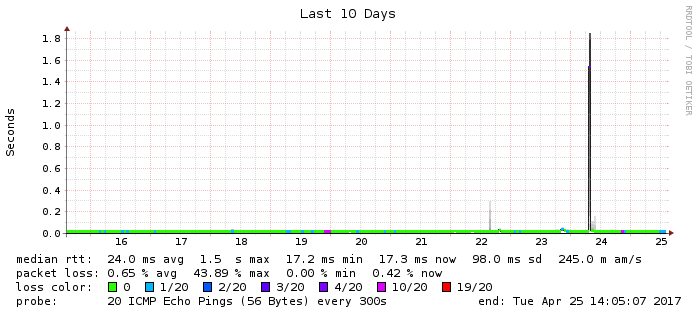 Last 10 Days
RRDTOOL / TOBI OETIKER
Seconds
1.8
1.6
1.4
1.2
1.0
0.8
0.6
0.4
0.2
0.0
16 17 18 19 20 21 22 23 24 25
median rtt: 24.0 ms avg 1.5 s max 17.2 ms min 17.3 ms now 98.0 ms sd 245.0 m am/s
packet loss: 0.65 % avg 43.89 % max 0.00 % min 0.42 % now
loss color: 0 1/20 2/20 3/20 4/20 10/20 19/20
probe: 20 ICMP Echo Pings (56 Bytes) every 300s end: Tue Apr 25 14:05:07 2017